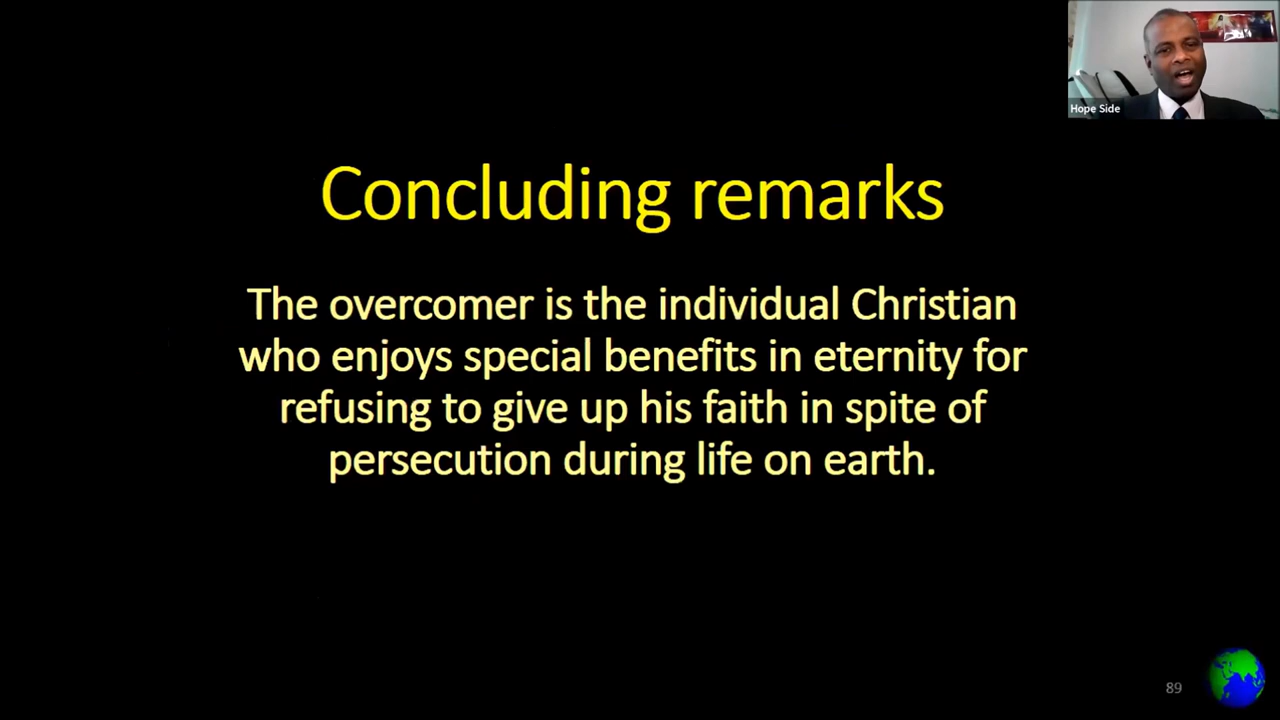 Hope Side
Concluding remarks
The overcomer is the individual Christian
who enjoys special benefits in eternity for
refusing to give up his faith in spite of
persecution during life on earth.
89